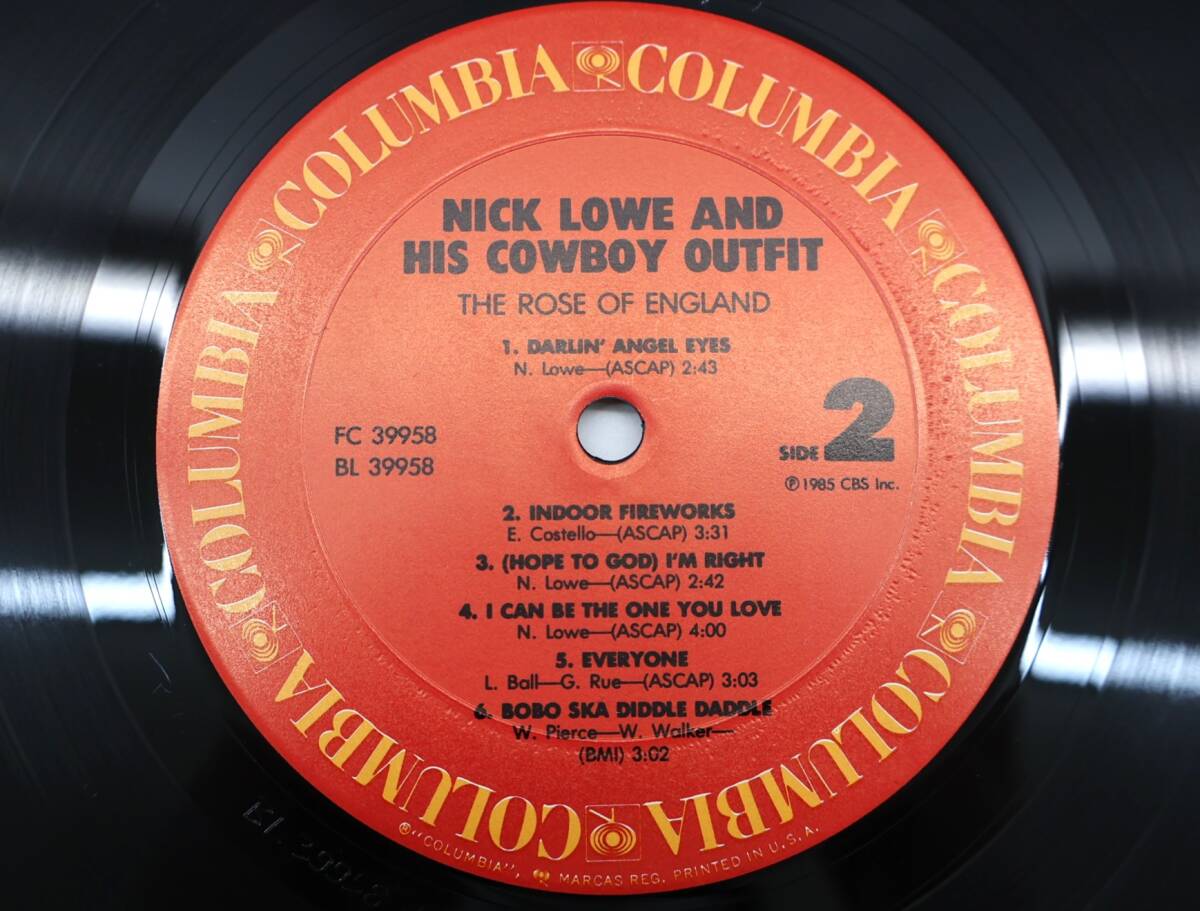 COLUMBIA COLUMBIA COLUMBIA COLUMBIA COLUMBIA COLUMBIA COLUMBIA COLUMBIA
NICK LOWE AND
HIS COWBOY OUTFIT
THE ROSE OF ENGLAND
1. DARLIN' ANGEL EYES
N. Lowe—(ASCAP) 2:43
FC 39958
BL 39958
SIDE 2
℗1985 CBS Inc.
2. INDOOR FIREWORKS
E. Costello—(ASCAP) 3:31
3. (HOPE TO GOD) I'M RIGHT
N. Lowe—(ASCAP) 2:42
4. I CAN BE THE ONE YOU LOVE
N. Lowe—(ASCAP) 4:00
5. EVERYONE
L. Ball—G. Rue—(ASCAP) 3:03
6. BOBO SKA DIDDLE DADDLE
W. Pierce—W. Walker—
(BMI) 3:02
®"COLUMBIA", MARCAS REG. PRINTED IN U.S.A.